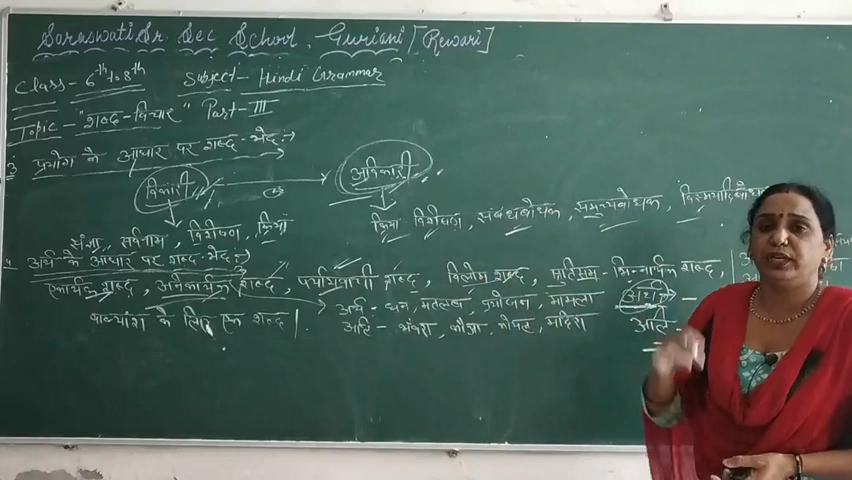 Saraswati Sr. Sec School. Guriani [Rewari]
Class - 6th to 8th Subject - Hindi Grammar
Topic - "शब्द-विचार" Part-III
3 प्रयोग के आधार पर शब्द-भेद :→
विकारी अविकारी
संज्ञा, सर्वनाम, विशेषण, क्रिया
क्रिया विशेषण, संबंधबोधक, समुच्यबोधक, विस्मयादिबोधक
4. अर्थ के आधार पर शब्द-भेद :→
एकार्थक शब्द, अनेकार्थक शब्द, पर्यायवाची शब्द, विलोम शब्द, श्रुतिसम-भिन्नार्थक शब्द,
वाक्यांश के लिए एक शब्द।
अर्थ - धन, मतलब, प्रयोजन, मामला
अलि - भंवरा, कौआ, कोयल, मदिरा